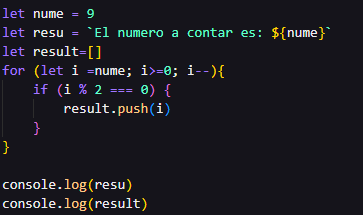 let nume = 9
let resu = `El numero a contar es: ${nume}`
let result=[]
for (let i =nume; i>=0; i--){
    if (i % 2 === 0) {
        result.push(i)
    }
}

console.log(resu)
console.log(result)